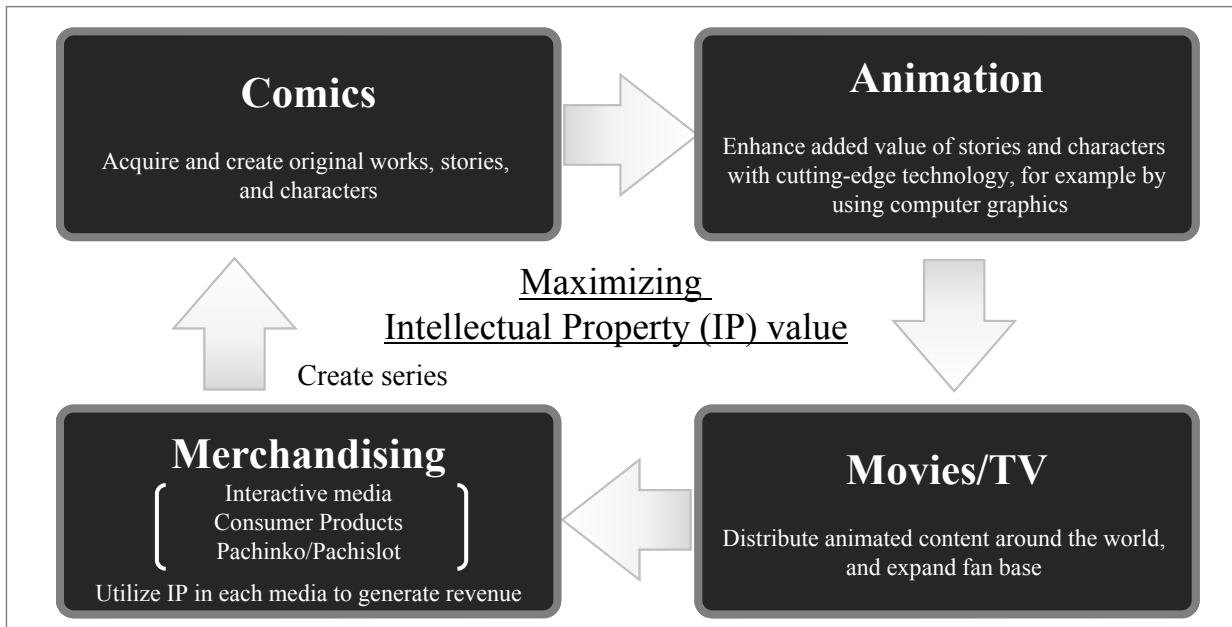 Comics
Acquire and create original works, stories,
and characters
Animation
Enhance added value of stories and characters
with cutting-edge technology, for example by
using computer graphics
Maximizing
Intellectual Property (IP) value
Create series
Merchandising
Interactive media
Consumer Products
Pachinko/Pachislot
Utilize IP in each media to generate revenue
Movies/TV
Distribute animated content around the world,
and expand fan base